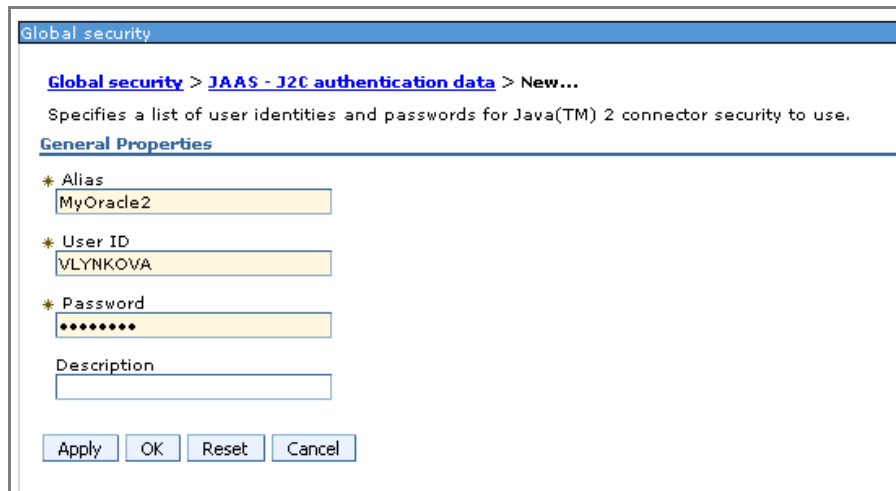 Global security
Global security > JAAS - J2C authentication data > New...
Specifies a list of user identities and passwords for Java(TM) 2 connector security to use.
General Properties
* Alias
MyOracle2
* User ID
VLYNKOVA
* Password
••••••••
Description
Apply OK Reset Cancel